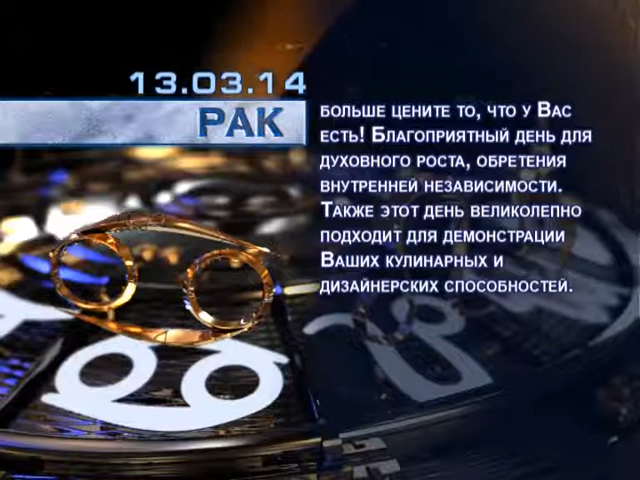 13.03.14
РАК
больше цените то, что у Вас
есть! Благоприятный день для
духовного роста, обретения
внутренней независимости.
Также этот день великолепно
подходит для демонстрации
Ваших кулинарных и
дизайнерских способностей.